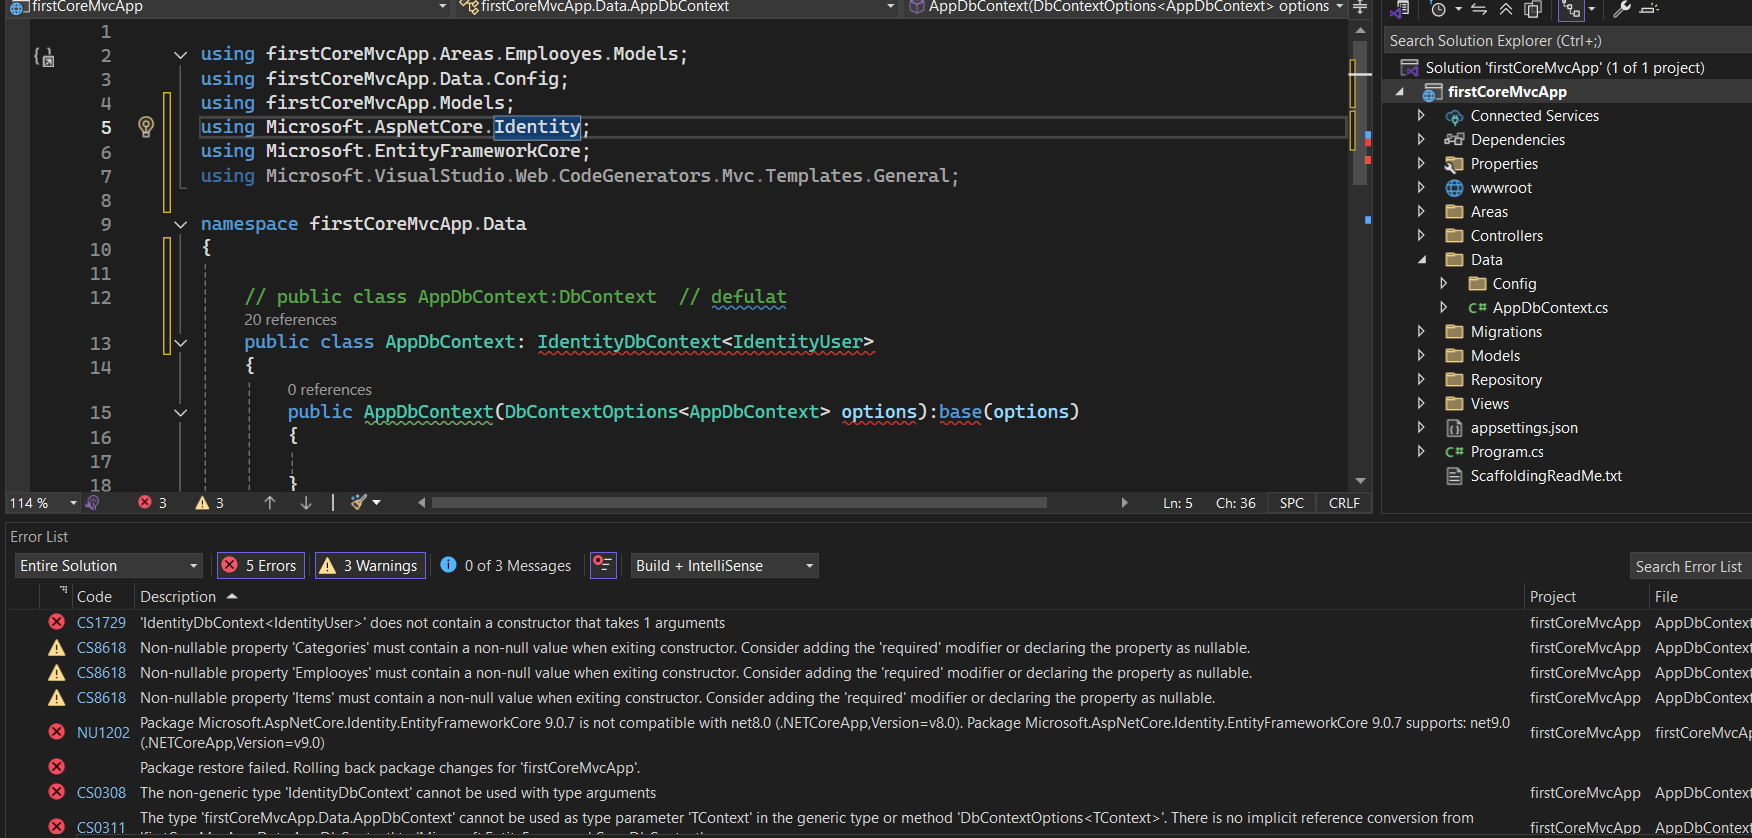 firstCoreMvcApp
firstCoreMvcApp.Data.AppDbContext
AppDbContext(DbContextOptions<AppDbContext> options
1
2 using firstCoreMvcApp.Areas.Emplooyes.Models;
3 using firstCoreMvcApp.Data.Config;
4 using firstCoreMvcApp.Models;
5 using Microsoft.AspNetCore.Identity;
6 using Microsoft.EntityFrameworkCore;
7 using Microsoft.VisualStudio.Web.CodeGenerators.Mvc.Templates.General;
8
9 namespace firstCoreMvcApp.Data
10 {
11
12 // public class AppDbContext:DbContext // defulat
20 references
13 public class AppDbContext: IdentityDbContext<IdentityUser>
14 {
0 references
15 public AppDbContext(DbContextOptions<AppDbContext> options):base(options)
16 {
17
18 }
114 % 3 3 Ln: 5 Ch: 36 SPC CRLF
Search Solution Explorer (Ctrl+;)
Solution 'firstCoreMvcApp' (1 of 1 project)
firstCoreMvcApp
Connected Services
Dependencies
Properties
wwwroot
Areas
Controllers
Data
Config
C# AppDbContext.cs
Migrations
Models
Repository
Views
appsettings.json
C# Program.cs
ScaffoldingReadMe.txt
Error List
Entire Solution 5 Errors 3 Warnings 0 of 3 Messages Build + IntelliSense Search Error List
Code Description Project File
CS1729 'IdentityDbContext<IdentityUser>' does not contain a constructor that takes 1 arguments firstCoreMvcApp AppDbContext
CS8618 Non-nullable property 'Categories' must contain a non-null value when exiting constructor. Consider adding the 'required' modifier or declaring the property as nullable. firstCoreMvcApp AppDbContext
CS8618 Non-nullable property 'Emplooyes' must contain a non-null value when exiting constructor. Consider adding the 'required' modifier or declaring the property as nullable. firstCoreMvcApp AppDbContext
CS8618 Non-nullable property 'Items' must contain a non-null value when exiting constructor. Consider adding the 'required' modifier or declaring the property as nullable. firstCoreMvcApp AppDbContext
NU1202 Package Microsoft.AspNetCore.Identity.EntityFrameworkCore 9.0.7 is not compatible with net8.0 (.NETCoreApp,Version=v8.0). Package Microsoft.AspNetCore.Identity.EntityFrameworkCore 9.0.7 supports: net9.0 firstCoreMvcApp firstCoreMvcAp
(.NETCoreApp,Version=v9.0)
Package restore failed. Rolling back package changes for 'firstCoreMvcApp'.
CS0308 The non-generic type 'IdentityDbContext' cannot be used with type arguments firstCoreMvcApp AppDbContext
CS0311 The type 'firstCoreMvcApp.Data.AppDbContext' cannot be used as type parameter 'TContext' in the generic type or method 'DbContextOptions<TContext>'. There is no implicit reference conversion from firstCoreMvcApp AppDbContext